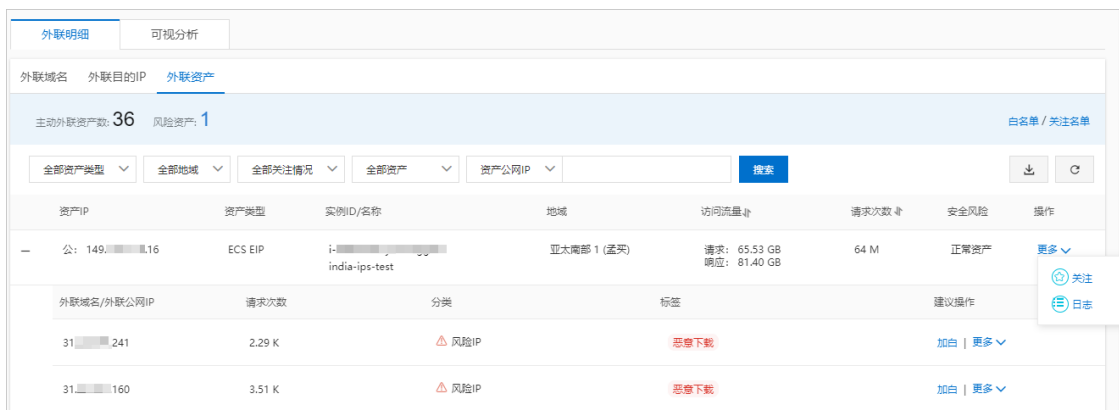 外联明细 可视分析
外联域名 外联目的IP 外联资产
主动外联资产数: 36 风险资产: 1 白名单 / 关注名单
全部资产类型 全部地域 全部关注情况 全部资产 资产公网IP 搜索
资产IP 资产类型 实例ID/名称 地域 访问流量 请求次数 安全风险 操作
公: 149. .16 ECS EIP i- 亚太南部 1 (孟买) 请求: 65.53 GB 64 M 正常资产 更多
india-ips-test 响应: 81.40 GB
关注
外联域名/外联公网IP 请求次数 分类 标签 建议操作 日志
31. .241 2.29 K 风险IP 恶意下载 加白 | 更多
31. .160 3.51 K 风险IP 恶意下载 加白 | 更多